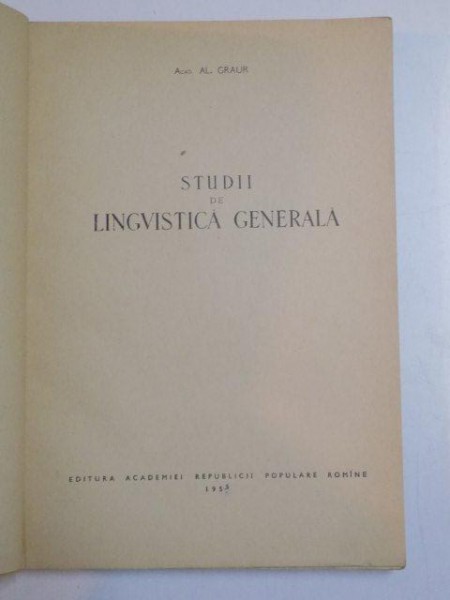 Acad. AL. GRAUR
STUDII
DE
LINGVISTICĂ GENERALĂ
EDITURA ACADEMIEI REPUBLICII POPULARE ROMÎNE